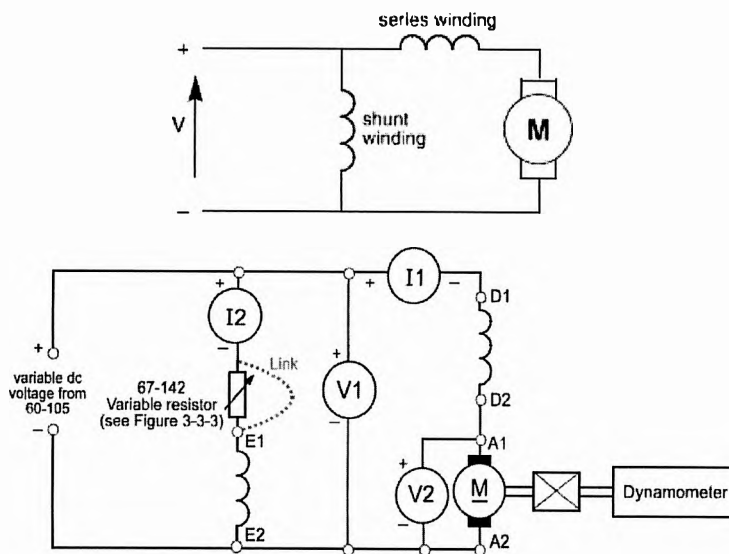 series winding
+
V
shunt
winding
M
−
+
I1
−
D1
+
I2
−
Link
+
variable dc
voltage from
60-105
−
67-142
Variable resistor
(see Figure 3-3-3)
+
V1
−
D2
E1
A1
+
V2
−
M
Dynamometer
E2
A2